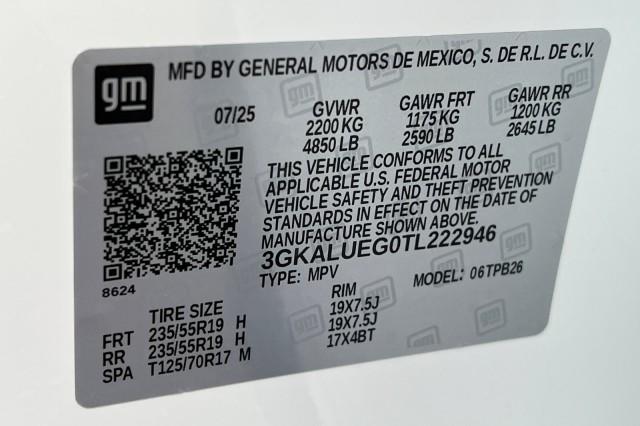 gm
MFD BY GENERAL MOTORS DE MEXICO, S. DE R.L. DE C.V.
07/25 GVWR GAWR FRT GAWR RR
2200 KG 1175 KG 1200 KG
4850 LB 2590 LB 2645 LB
THIS VEHICLE CONFORMS TO ALL
APPLICABLE U.S. FEDERAL MOTOR
VEHICLE SAFETY AND THEFT PREVENTION
STANDARDS IN EFFECT ON THE DATE OF
MANUFACTURE SHOWN ABOVE.
3GKALUEG0TL222946
TYPE: MPV MODEL: 06TPB26
8624
TIRE SIZE RIM
FRT 235/55R19 H 19X7.5J
RR 235/55R19 H 19X7.5J
SPA T125/70R17 M 17X4BT